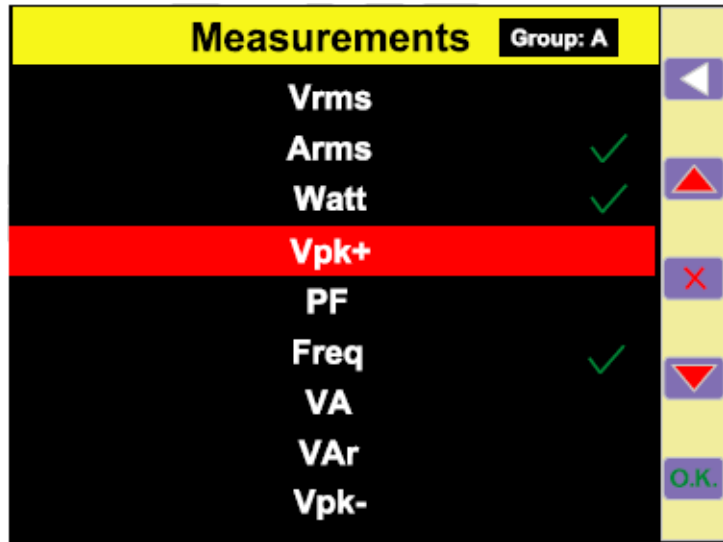 Measurements Group: A
Vrms
Arms
Watt
Vpk+
PF
Freq
VA
VAr
Vpk-
O.K.